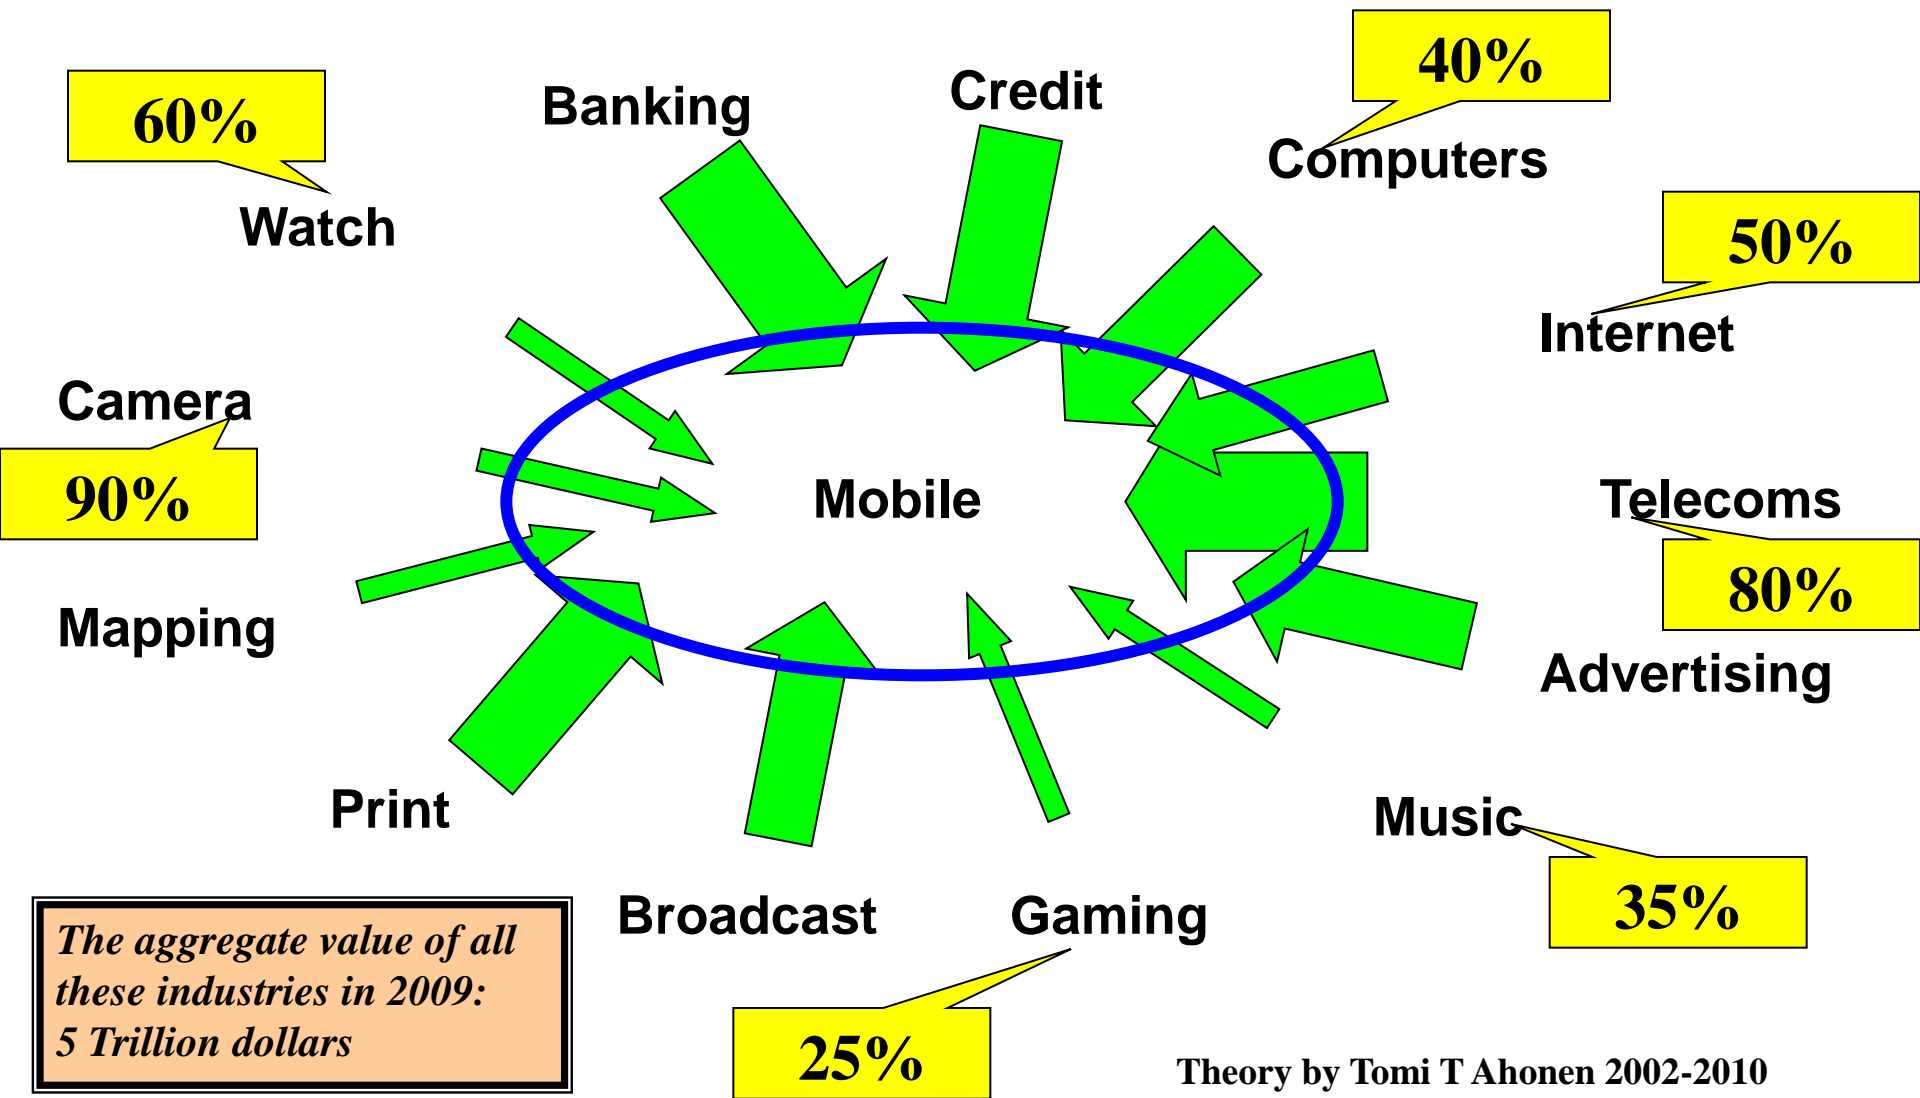 40%
Credit
Banking
60%
Computers
Watch
50%
Internet
Camera
90%
Mobile
Telecoms
80%
Mapping
Advertising
Print
Music
35%
Broadcast
Gaming
The aggregate value of all
these industries in 2009:
5 Trillion dollars
25%
Theory by Tomi T Ahonen 2002-2010